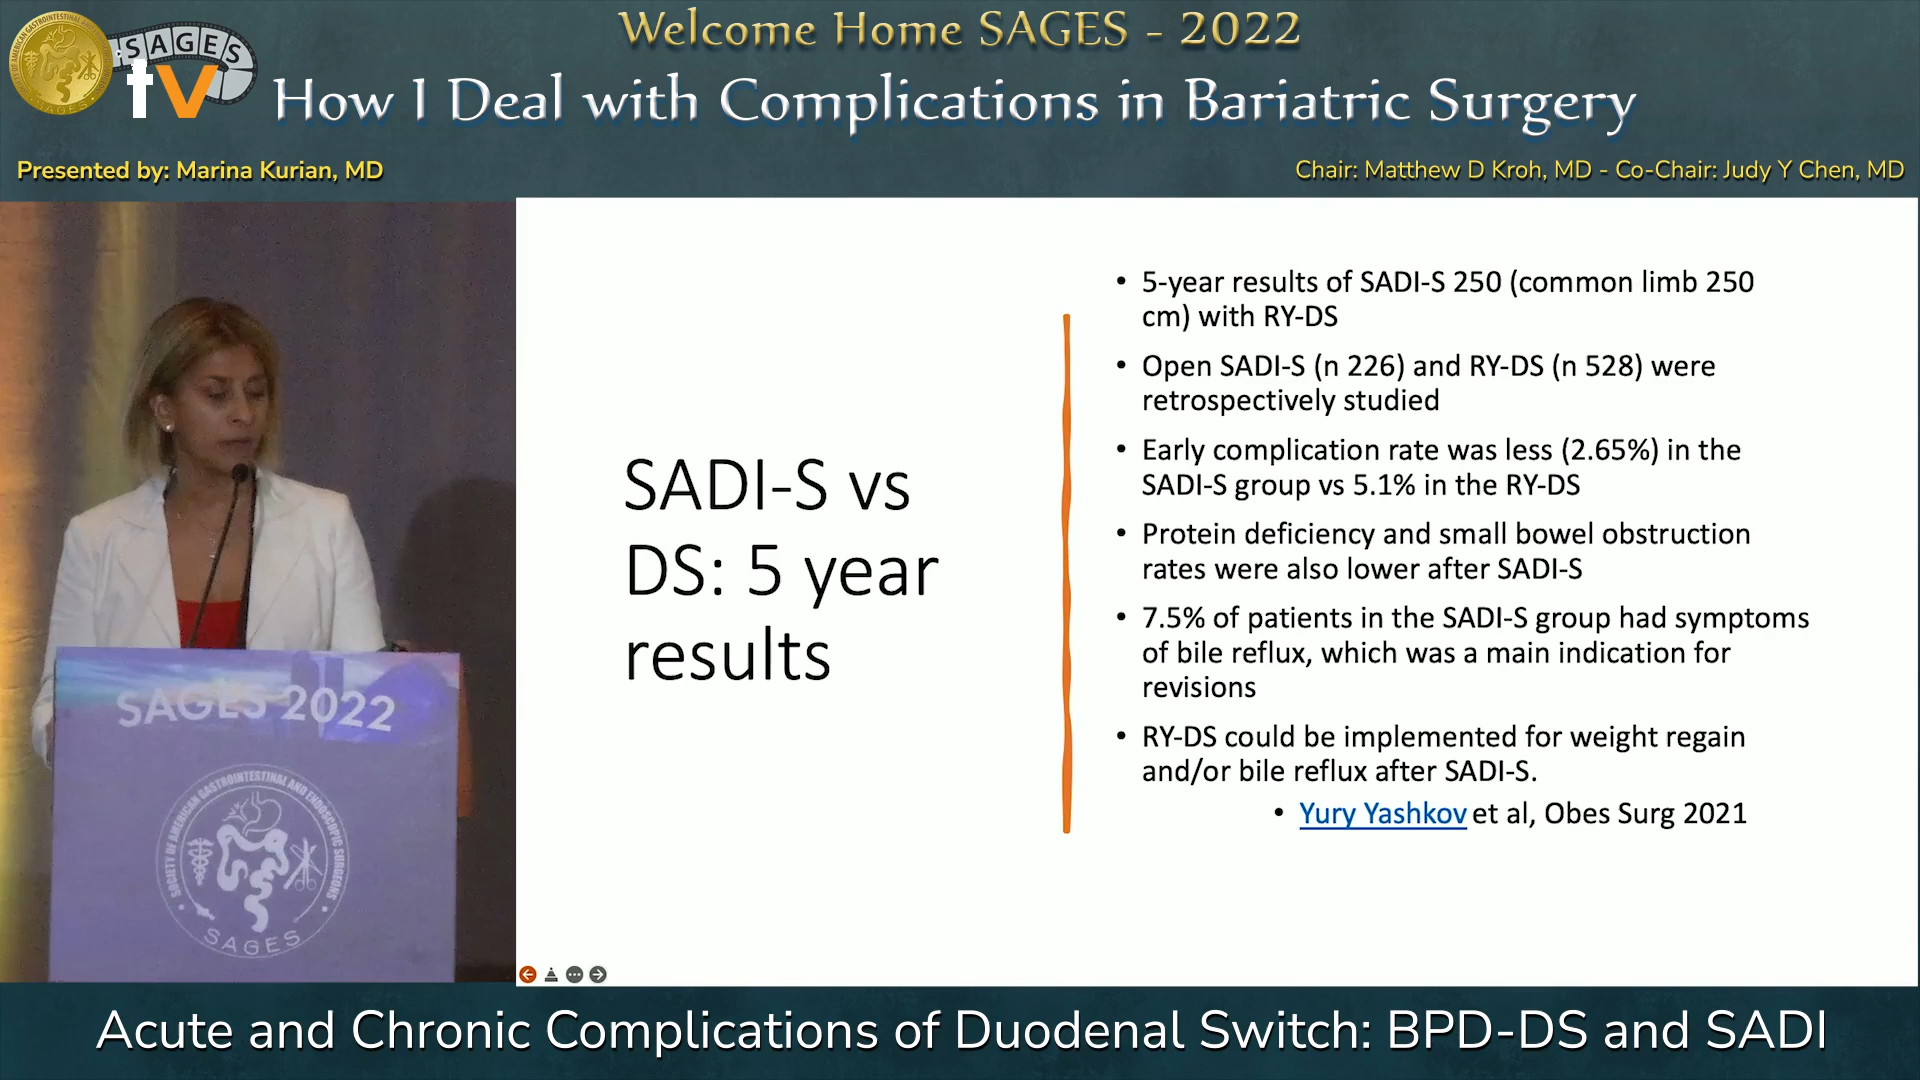 Welcome Home SAGES - 2022
SAGES
tv
How I Deal with Complications in Bariatric Surgery
Presented by: Marina Kurian, MD
Chair: Matthew D Kroh, MD - Co-Chair: Judy Y Chen, MD
SADI-S vs
DS: 5 year
results
• 5-year results of SADI-S 250 (common limb 250
cm) with RY-DS
• Open SADI-S (n 226) and RY-DS (n 528) were
retrospectively studied
• Early complication rate was less (2.65%) in the
SADI-S group vs 5.1% in the RY-DS
• Protein deficiency and small bowel obstruction
rates were also lower after SADI-S
• 7.5% of patients in the SADI-S group had symptoms
of bile reflux, which was a main indication for
revisions
• RY-DS could be implemented for weight regain
and/or bile reflux after SADI-S.
• Yury Yashkov et al, Obes Surg 2021
SAGES 2022
SOCIETY OF AMERICAN GASTROINTESTINAL AND ENDOSCOPIC SURGEONS
SAGES
Acute and Chronic Complications of Duodenal Switch: BPD-DS and SADI